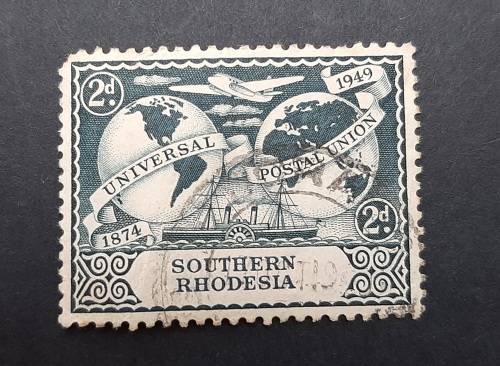 2d.
1949
UNIVERSAL
POSTAL UNION
1874
2d.
SOUTHERN
RHODESIA